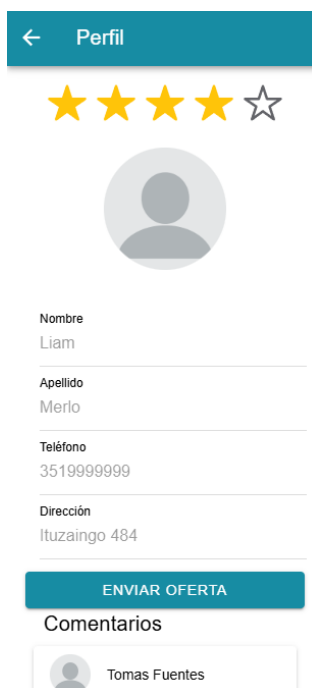 Perfil
Nombre
Liam
Apellido
Merlo
Teléfono
3519999999
Dirección
Ituzaingo 484
ENVIAR OFERTA
Comentarios
Tomas Fuentes